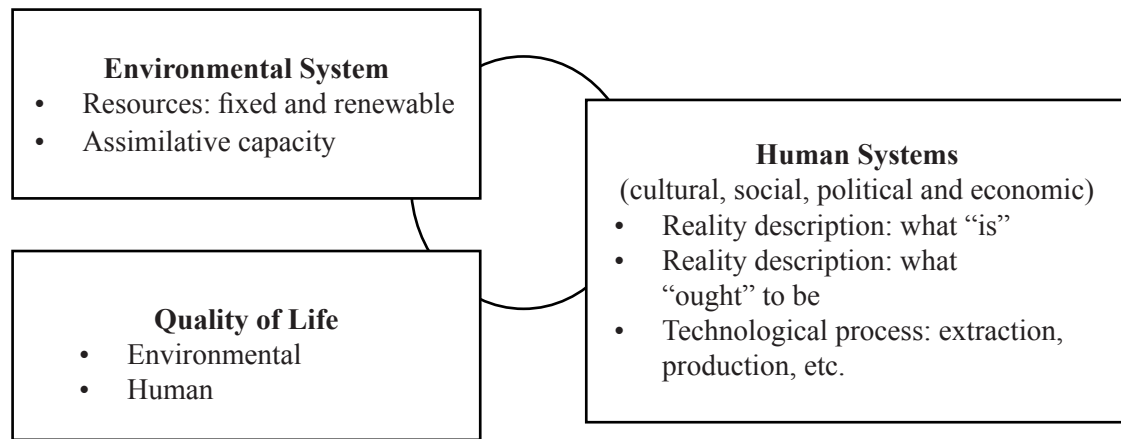 Environmental System
• Resources: fixed and renewable
• Assimilative capacity
Quality of Life
• Environmental
• Human
Human Systems
(cultural, social, political and economic)
• Reality description: what “is”
• Reality description: what
“ought” to be
• Technological process: extraction,
production, etc.